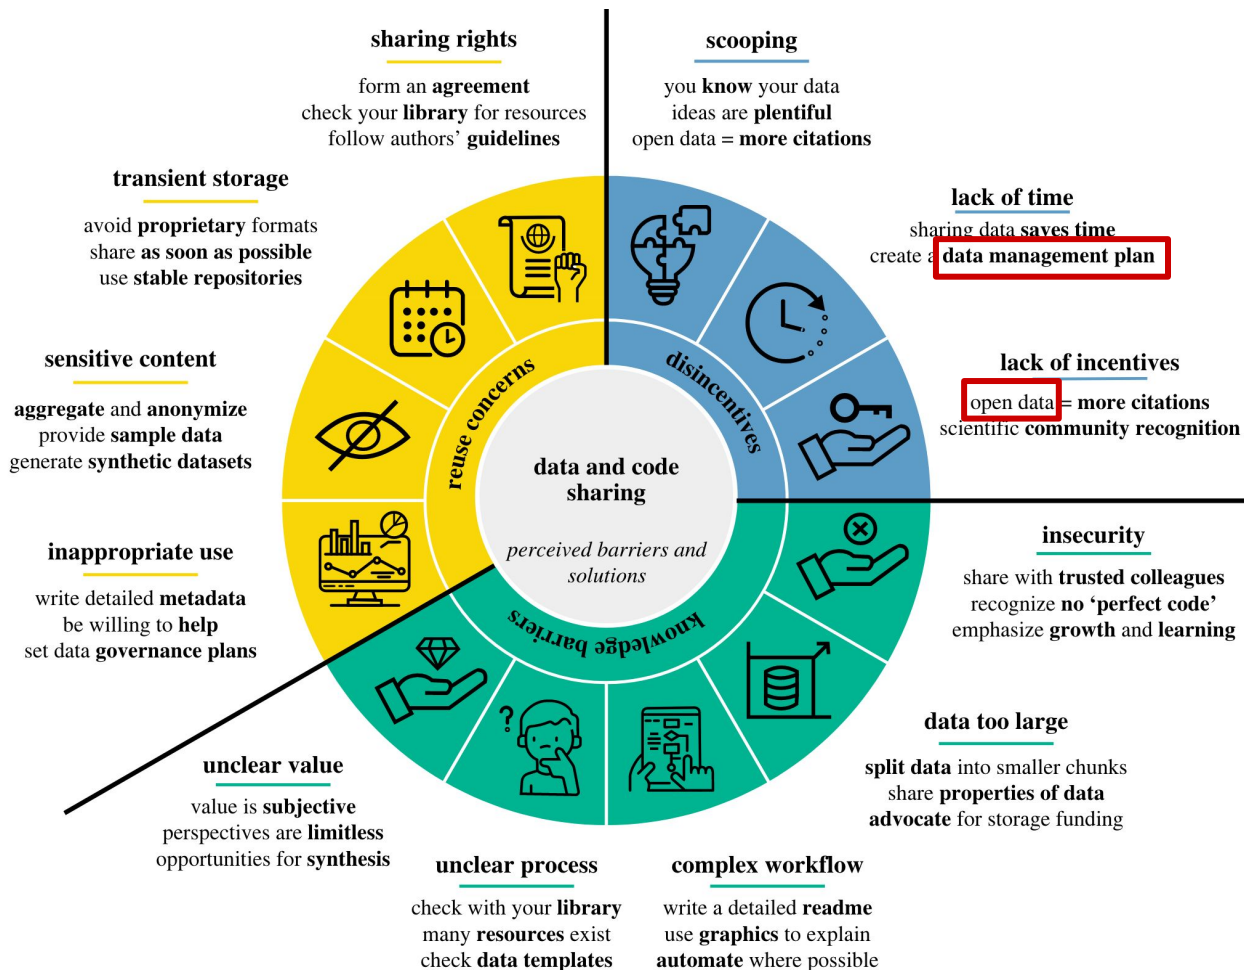 sharing rights
form an agreement
check your library for resources
follow authors' guidelines
scooping
you know your data
ideas are plentiful
open data = more citations
transient storage
avoid proprietary formats
share as soon as possible
use stable repositories
lack of time
sharing data saves time
create a data management plan
sensitive content
aggregate and anonymize
provide sample data
generate synthetic datasets
lack of incentives
open data = more citations
scientific community recognition
reuse concerns
disincentives
data and code
sharing
perceived barriers and
solutions
knowledge barriers
inappropriate use
write detailed metadata
be willing to help
set data governance plans
insecurity
share with trusted colleagues
recognize no ‘perfect code’
emphasize growth and learning
?
data too large
split data into smaller chunks
share properties of data
advocate for storage funding
unclear value
value is subjective
perspectives are limitless
opportunities for synthesis
unclear process
check with your library
many resources exist
check data templates
complex workflow
write a detailed readme
use graphics to explain
automate where possible